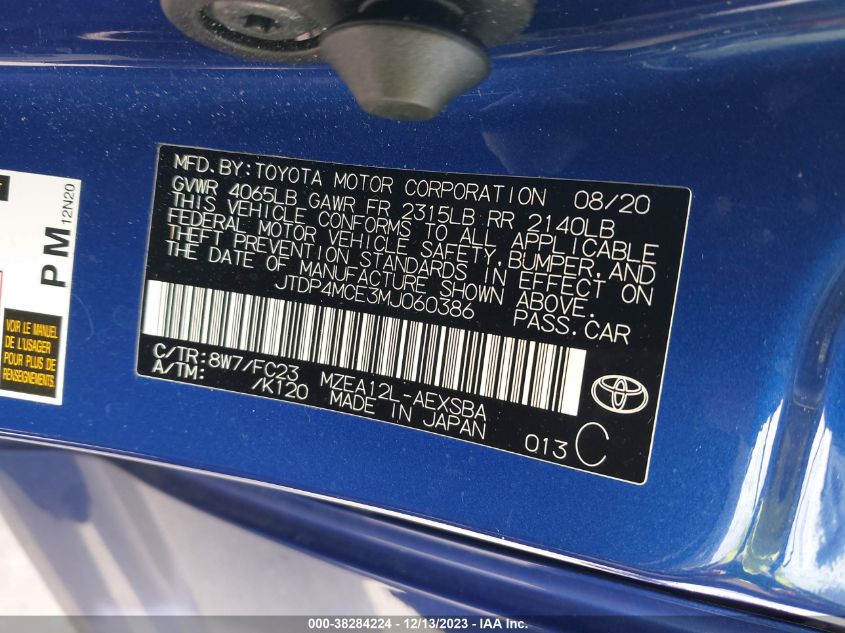 MFD. BY: TOYOTA MOTOR CORPORATION 08/20
GVWR 4065LB GAWR FR 2315LB RR 2140LB
THIS VEHICLE CONFORMS TO ALL APPLICABLE
FEDERAL MOTOR VEHICLE SAFETY, BUMPER, AND
THEFT PREVENTION STANDARDS IN EFFECT ON
THE DATE OF MANUFACTURE SHOWN ABOVE.
JTDP4MCE3MJ060386 PASS. CAR
C/TR: 8W7/FC23 MZEA12L-AEXSBA
A/TM: /K120 MADE IN JAPAN
013 C
PM 12N20
VOIR LE MANUEL
DE L'USAGER
POUR PLUS DE
RENSEIGNEMENTS
000-38284224 - 12/13/2023 - IAA Inc.